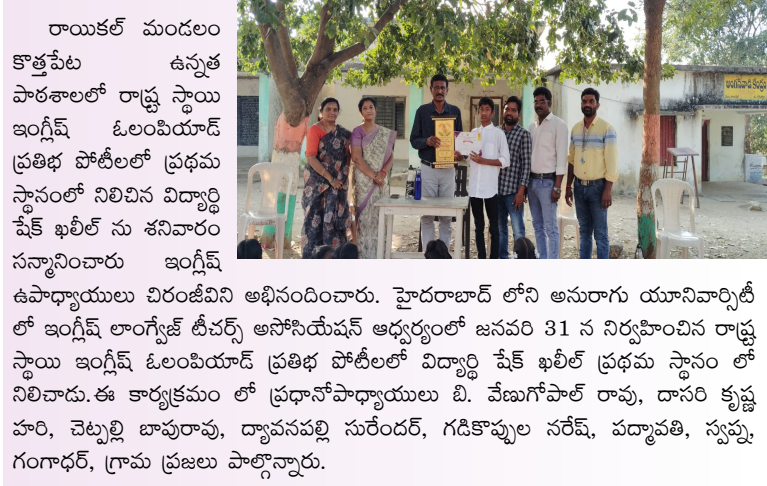 రాయికల్ మండలం
కొత్తపేట ఉన్నత
పాఠశాలలో రాష్ట్ర స్థాయి
ఇంగ్లీష్ ఓలంపియాడ్
ప్రతిభ పోటీలలో ప్రథమ
స్థానంలో నిలిచిన విద్యార్థి
షేక్ ఖలీల్ ను శనివారం
సన్మానించారు ఇంగ్లీష్
ఉపాధ్యాయులు చిరంజీవిని అభినందించారు. హైదరాబాద్ లోని అనురాగు యూనివార్సిటీ
లో ఇంగ్లీష్ లాంగ్వేజ్ టీచర్స్ అసోసియేషన్ ఆధ్వర్యంలో జనవరి 31 న నిర్వహించిన రాష్ట్ర
స్థాయి ఇంగ్లీష్ ఓలంపియాడ్ ప్రతిభ పోటీలలో విద్యార్థి షేక్ ఖలీల్ ప్రథమ స్థానం లో
నిలిచాడు.ఈ కార్యక్రమం లో ప్రధానోపాధ్యాయులు బి. వేణుగోపాల్ రావు, దాసరి కృష్ణ
హరి, చెట్పల్లి బాపురావు, ద్యావనపల్లి సురేందర్, గడికొప్పుల నరేష్, పద్మావతి, స్వప్న,
గంగాధర్, గ్రామ ప్రజలు పాల్గొన్నారు.